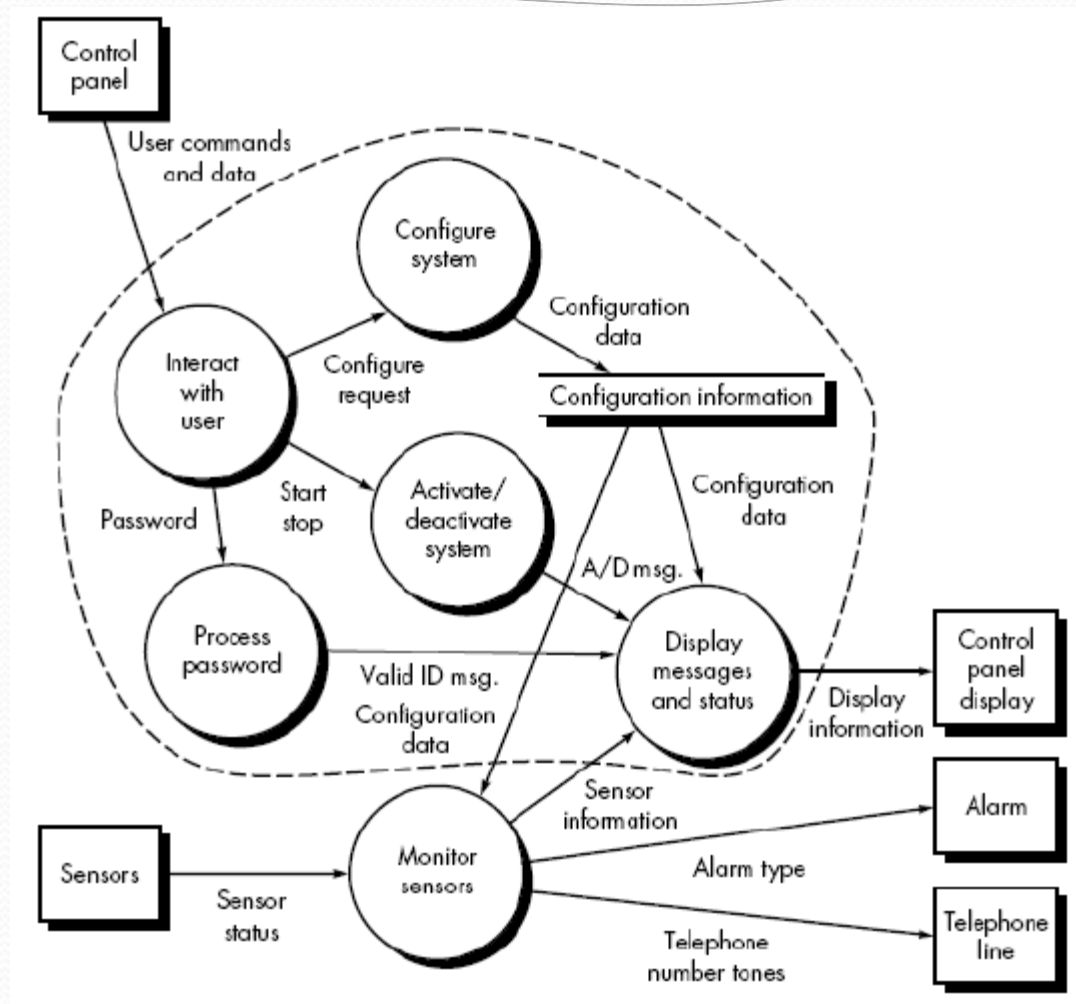 Control
panel
User commands
and data
Configure
system
Configuration
data
Interact
with
user
Configure
request
Configuration information
Start
stop
Activate/
deactivate
system
Configuration
data
Password
A/D msg.
Process
password
Valid ID msg.
Display
messages
and status
Control
panel
display
Display
information
Configuration
data
Sensor
information
Alarm
Sensors
Monitor
sensors
Alarm type
Sensor
status
Telephone
line
Telephone
number tones